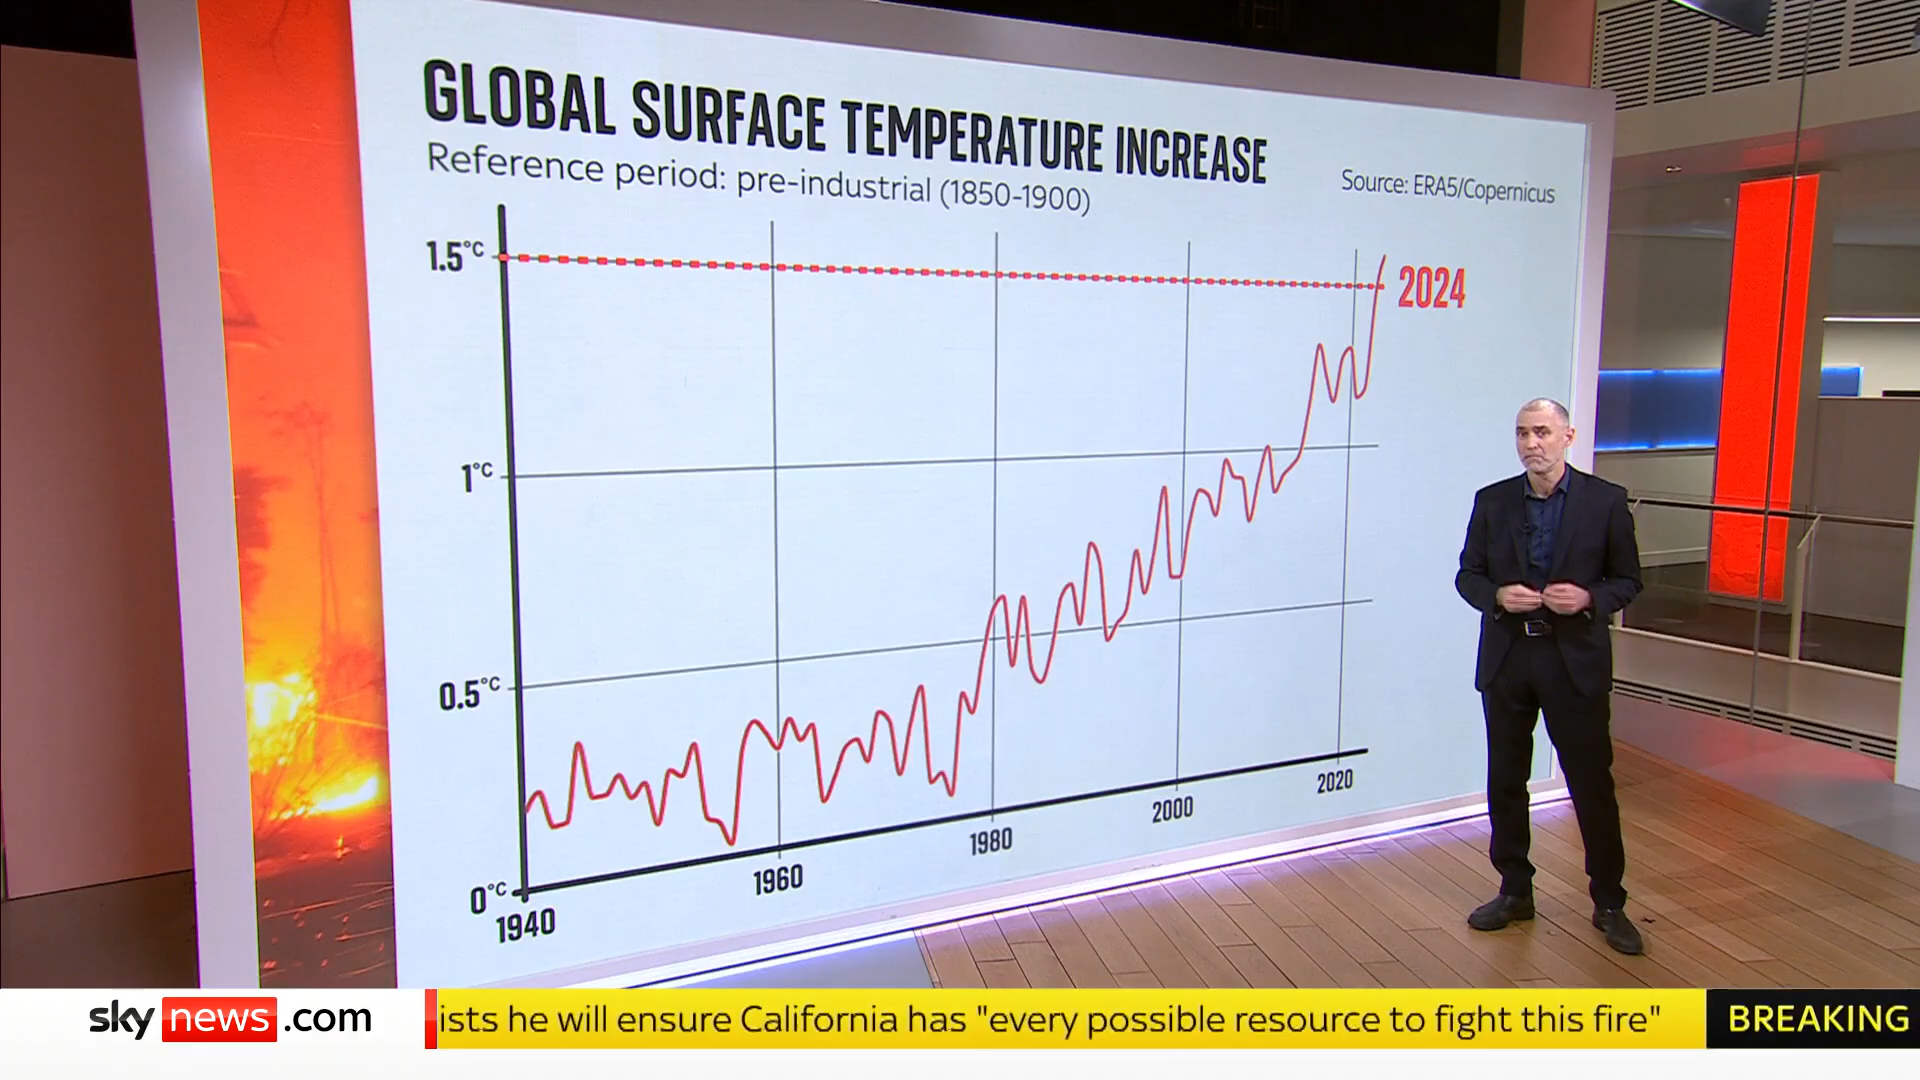 GLOBAL SURFACE TEMPERATURE INCREASE
Reference period: pre-industrial (1850-1900)
Source: ERA5/Copernicus
1.5°C
2024
1°C
0.5°C
0°C
1940
1960
1980
2000
2020
sky news .com
ists he will ensure California has "every possible resource to fight this fire"
BREAKING